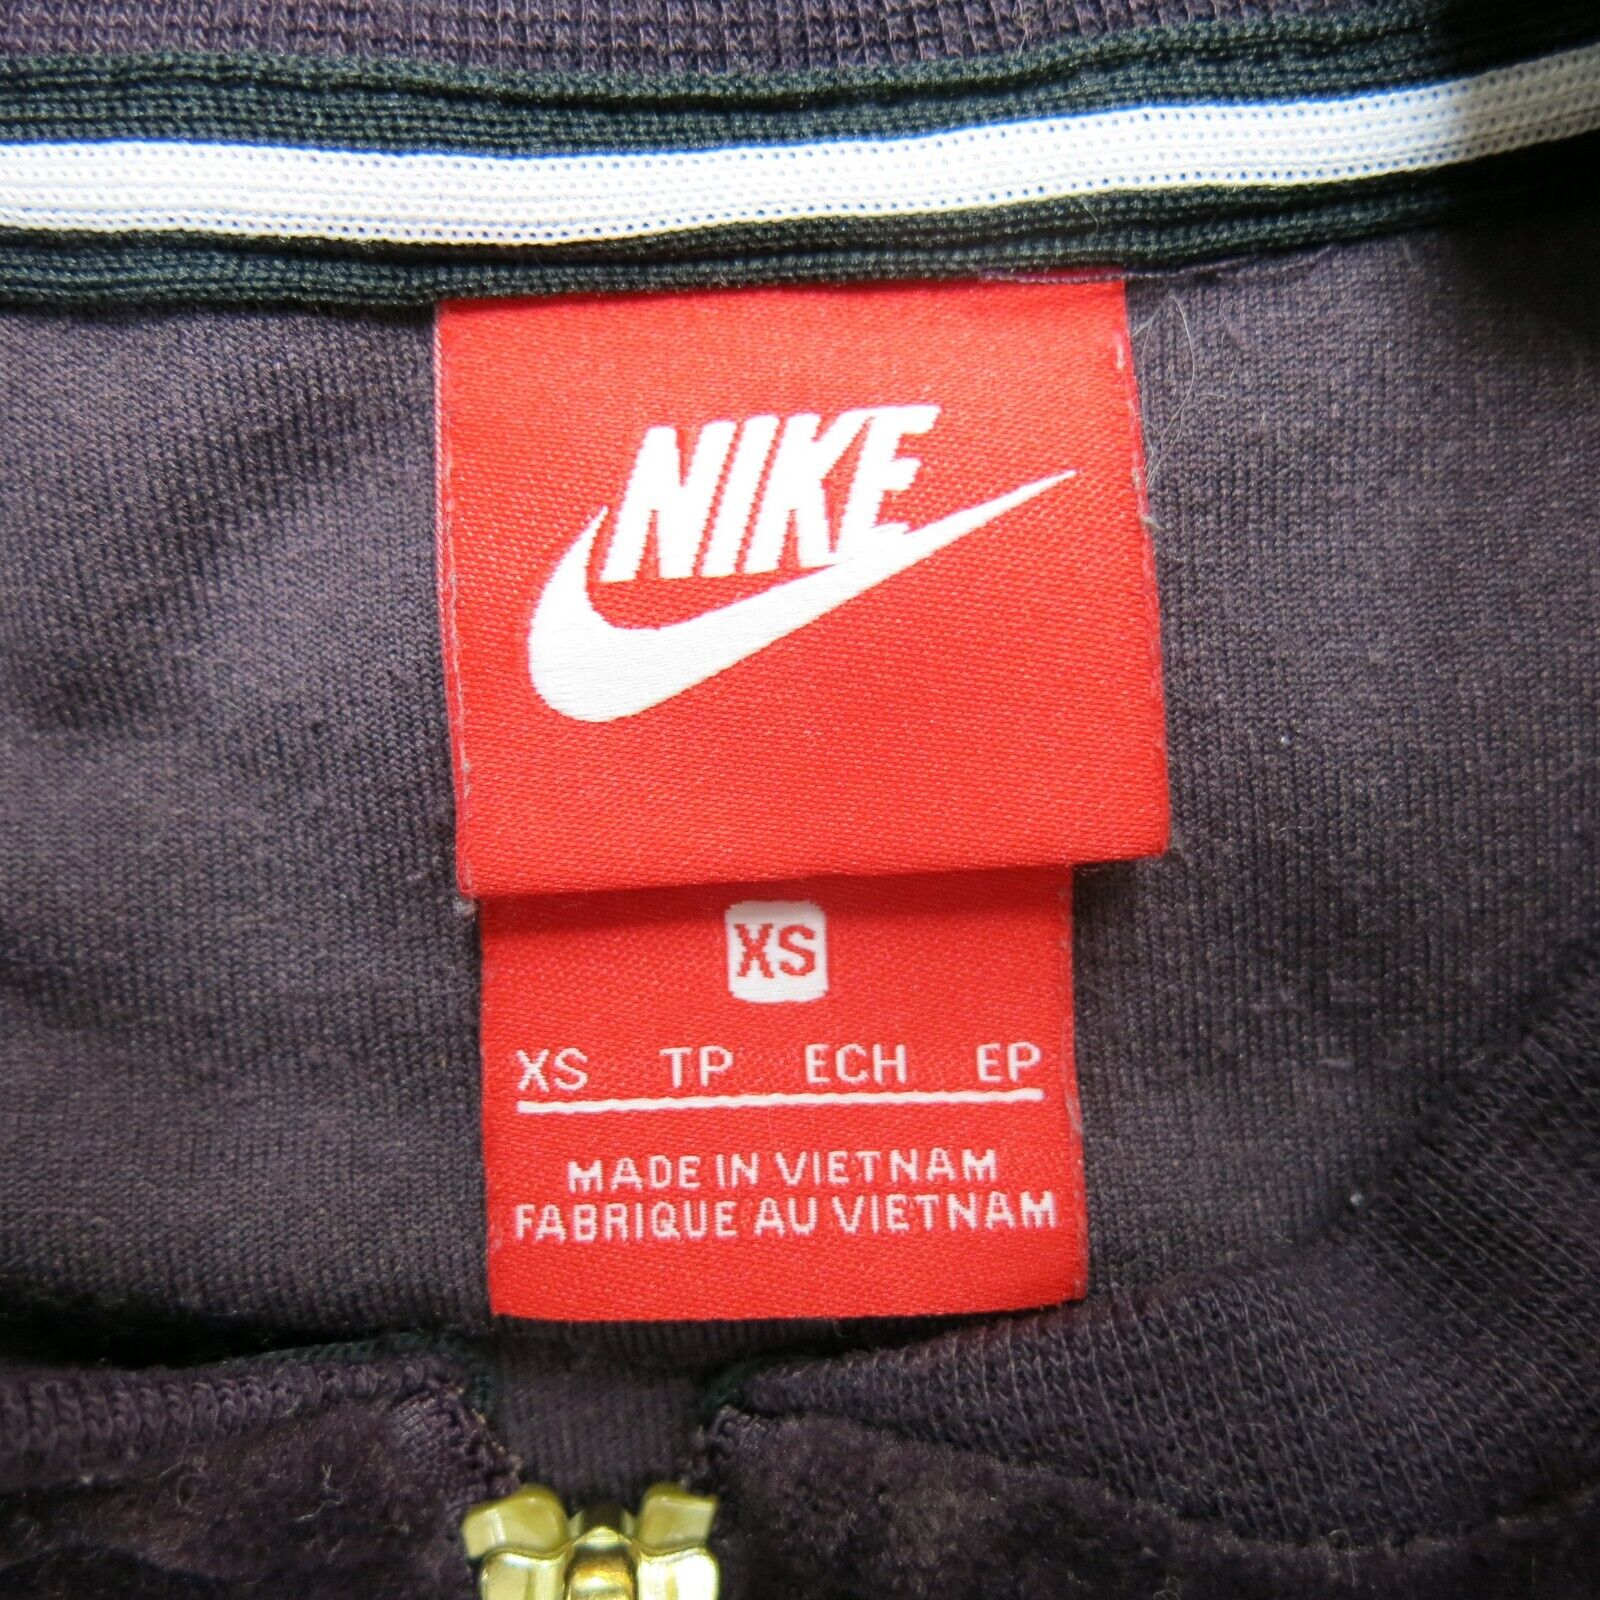 NIKE
XS
XS TP ECH EP
MADE IN VIETNAM
FABRIQUE AU VIETNAM